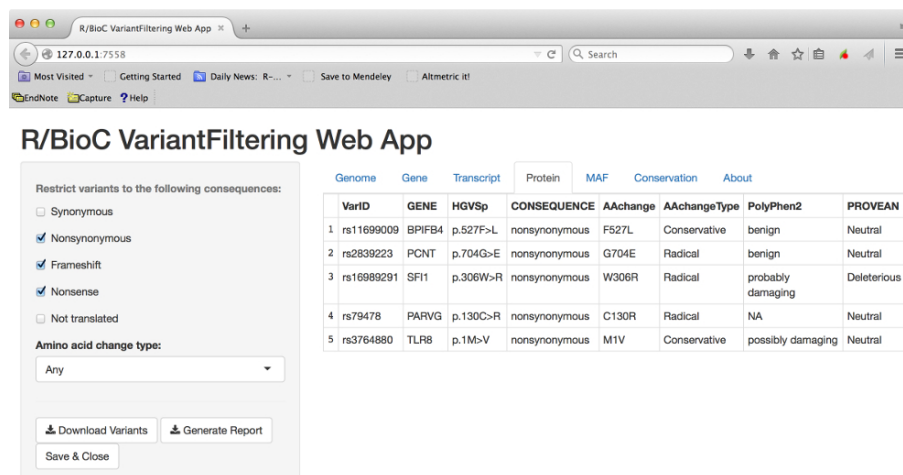 R/BioC VariantFiltering Web App × +
127.0.0.1:7558
Search
Most Visited Getting Started Daily News: R-... Save to Mendeley Altmetric it!
EndNote Capture ? Help
R/BioC VariantFiltering Web App
Restrict variants to the following consequences:
Synonymous
Nonsynonymous
Frameshift
Nonsense
Not translated
Amino acid change type:
Any
Download Variants Generate Report
Save & Close
Genome Gene Transcript Protein MAF Conservation About
VarID GENE HGVSp CONSEQUENCE AAchange AAchangeType PolyPhen2 PROVEAN
1 rs11699009 BPIFB4 p.527F>L nonsynonymous F527L Conservative benign Neutral
2 rs2839223 PCNT p.704G>E nonsynonymous G704E Radical benign Neutral
3 rs16989291 SFI1 p.306W>R nonsynonymous W306R Radical probably Deleterious
damaging
4 rs79478 PARVG p.130C>R nonsynonymous C130R Radical NA Neutral
5 rs3764880 TLR8 p.1M>V nonsynonymous M1V Conservative possibly damaging Neutral